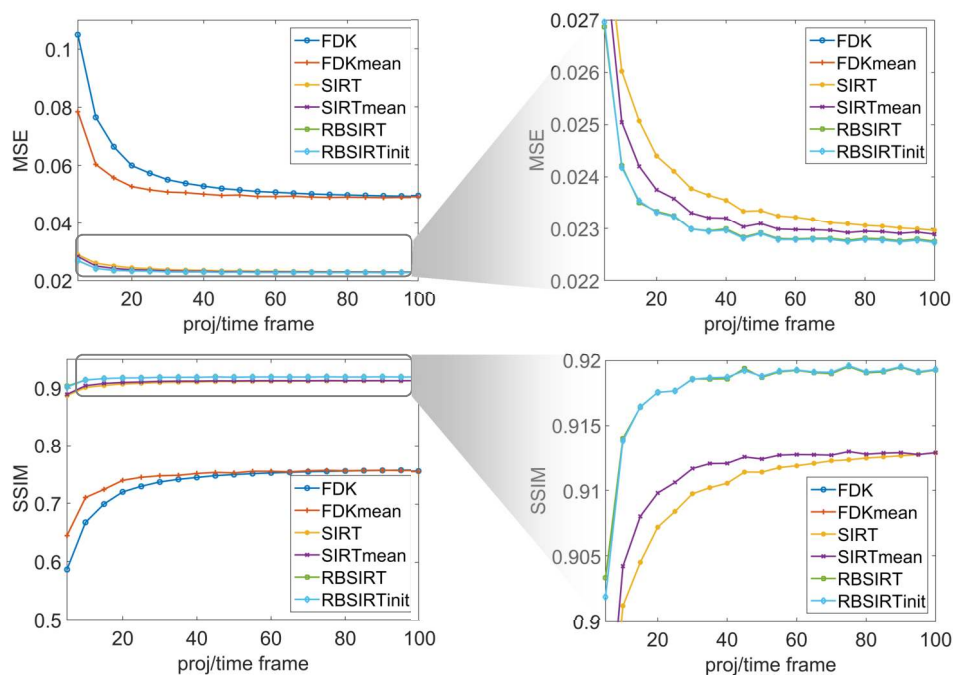 0.1
0.08
0.06
0.04
0.02
MSE
20 40 60 80 100
proj/time frame
FDK
FDKmean
SIRT
SIRTmean
RBSIRT
RBSIRTinit
0.027
0.026
0.025
0.024
0.023
0.022
MSE
20 40 60 80 100
proj/time frame
FDK
FDKmean
SIRT
SIRTmean
RBSIRT
RBSIRTinit
0.9
0.8
0.7
0.6
0.5
SSIM
20 40 60 80 100
proj/time frame
FDK
FDKmean
SIRT
SIRTmean
RBSIRT
RBSIRTinit
0.92
0.915
0.91
0.905
0.9
SSIM
20 40 60 80 100
proj/time frame
FDK
FDKmean
SIRT
SIRTmean
RBSIRT
RBSIRTinit